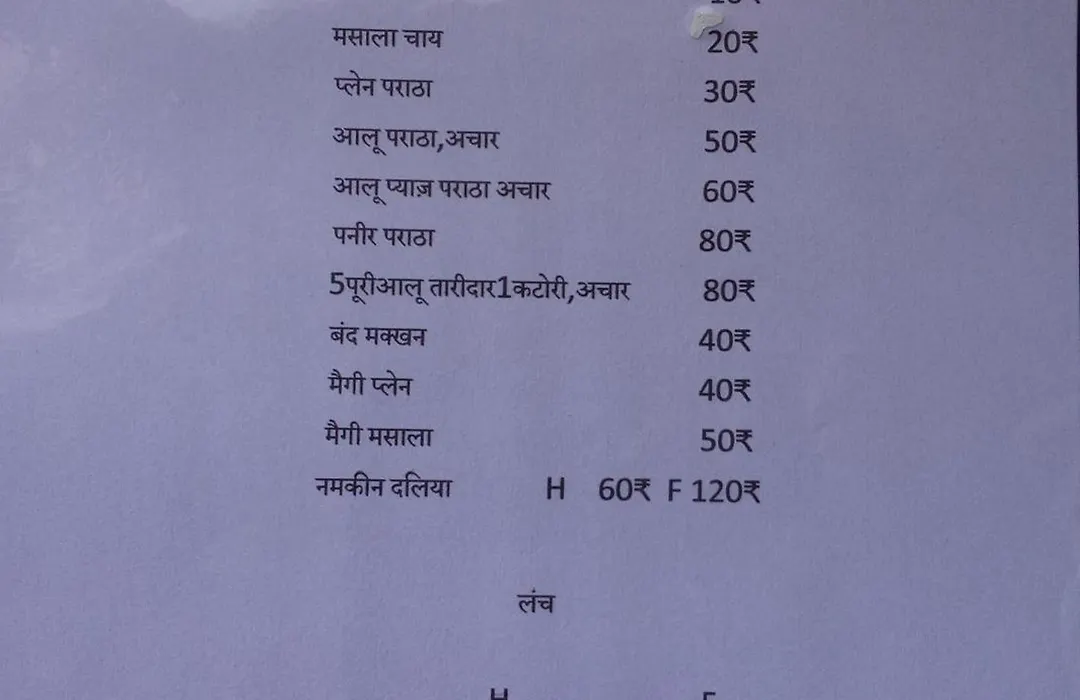 मसाला चाय 20₹
प्लेन पराठा 30₹
आलू पराठा,अचार 50₹
आलू प्याज़ पराठा अचार 60₹
पनीर पराठा 80₹
5पूरीआलू तारीदार1कटोरी,अचार 80₹
बंद मक्खन 40₹
मैगी प्लेन 40₹
मैगी मसाला 50₹
नमकीन दलिया H 60₹ F 120₹
लंच